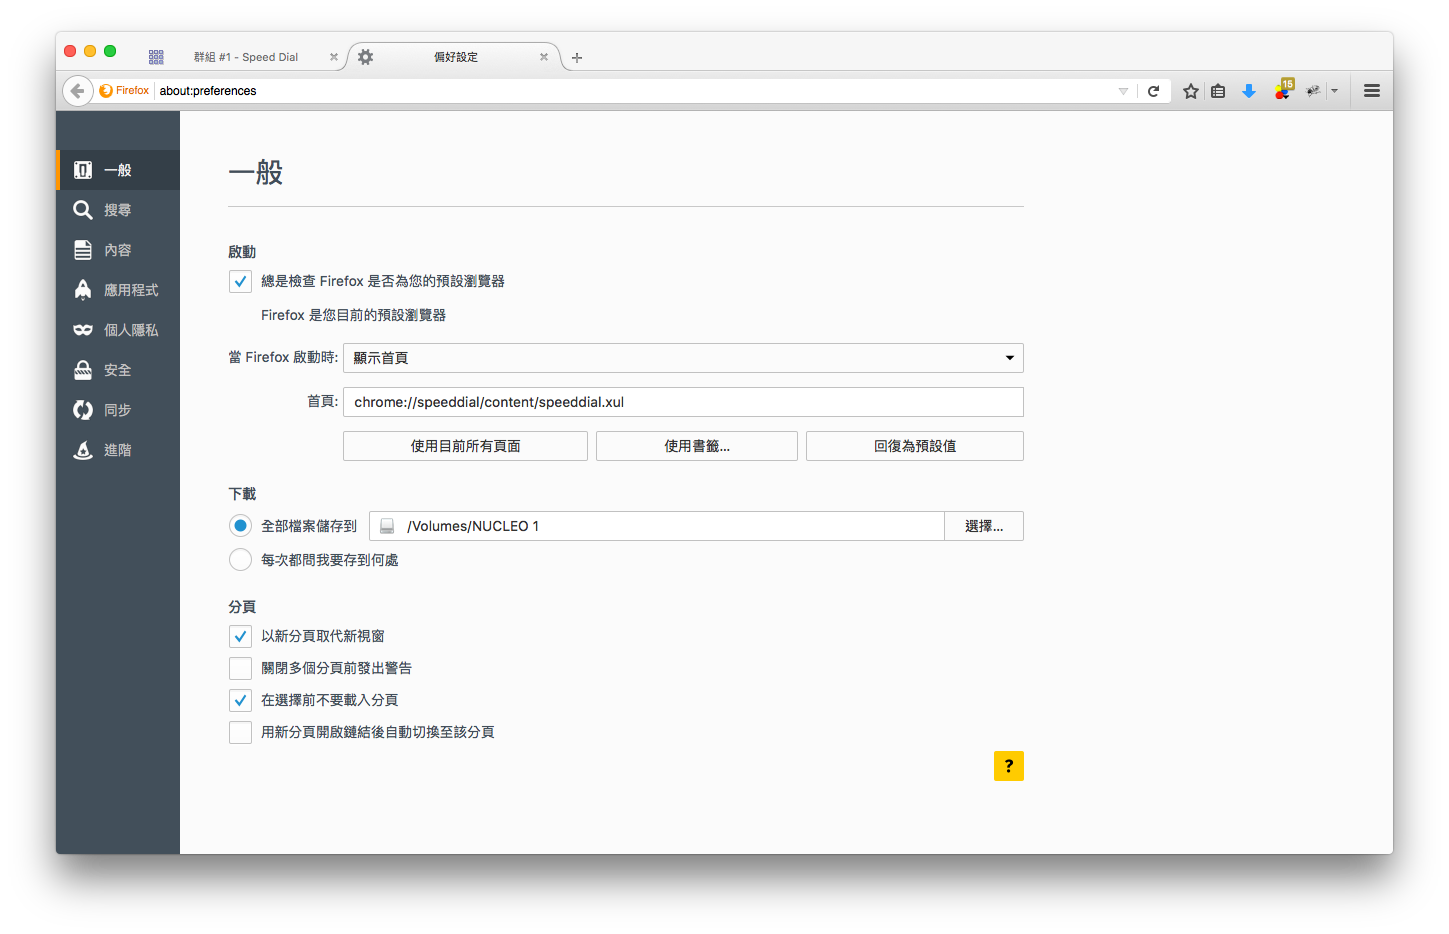 群組 #1 - Speed Dial
偏好設定
Firefox
about:preferences
15
一般
搜尋
內容
應用程式
個人隱私
安全
同步
進階
一般
啟動
總是檢查 Firefox 是否為您的預設瀏覽器
Firefox 是您目前的預設瀏覽器
當 Firefox 啟動時: 顯示首頁
首頁: chrome://speeddial/content/speeddial.xul
使用目前所有頁面 使用書籤... 回復為預設值
下載
全部檔案儲存到 /Volumes/NUCLEO 1 選擇...
每次都問我要存到何處
分頁
以新分頁取代新視窗
關閉多個分頁前發出警告
在選擇前不要載入分頁
用新分頁開啟鏈結後自動切換至該分頁
?